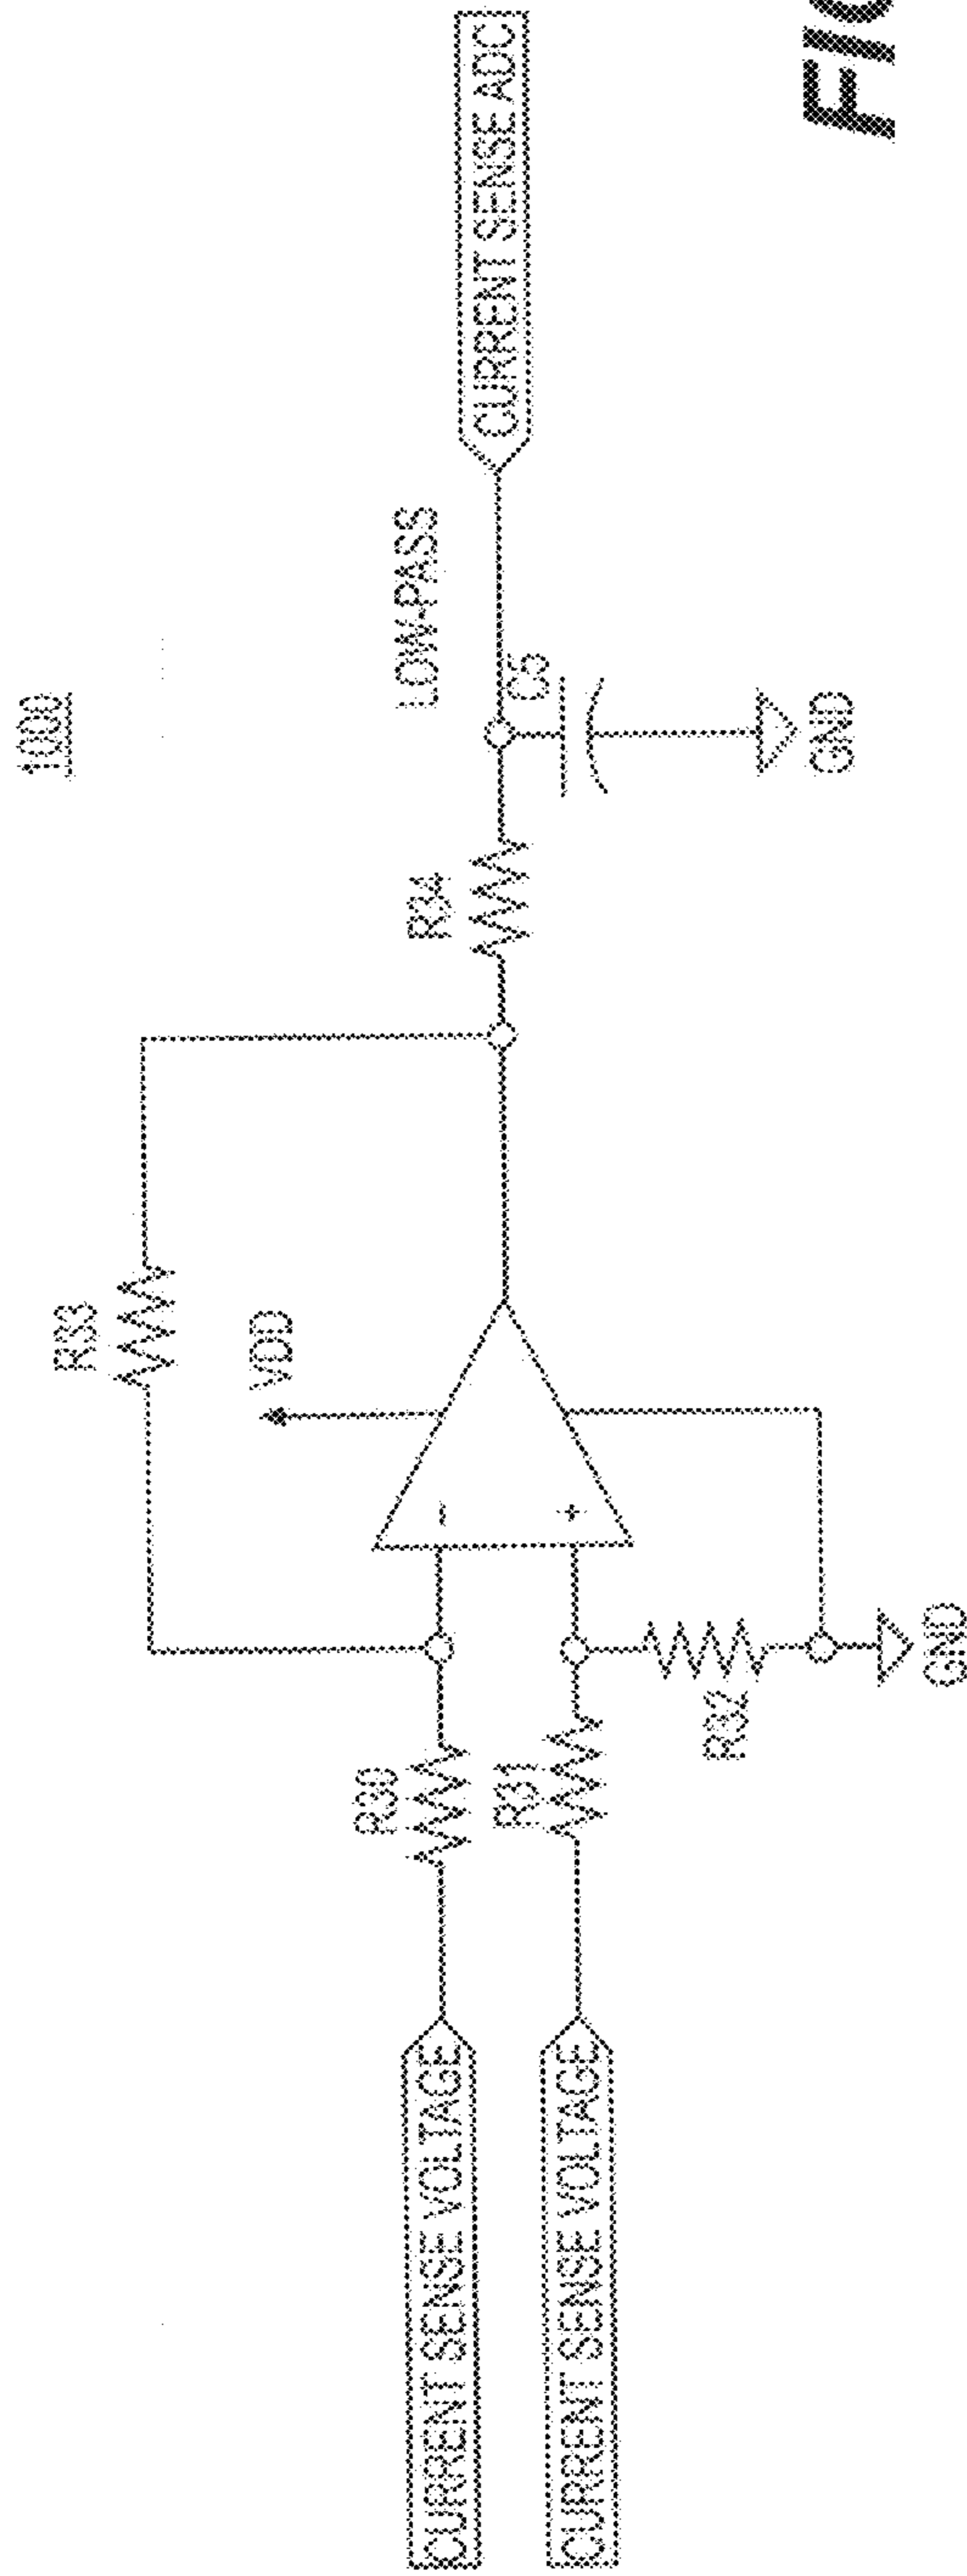 1000
R33
VDD
LOW-PASS
R34
R30
CURRENT SENSE VOLTAGE
-
CURRENT SENSE ADC
C5
R31
CURRENT SENSE VOLTAGE
+
R32
GND
GND